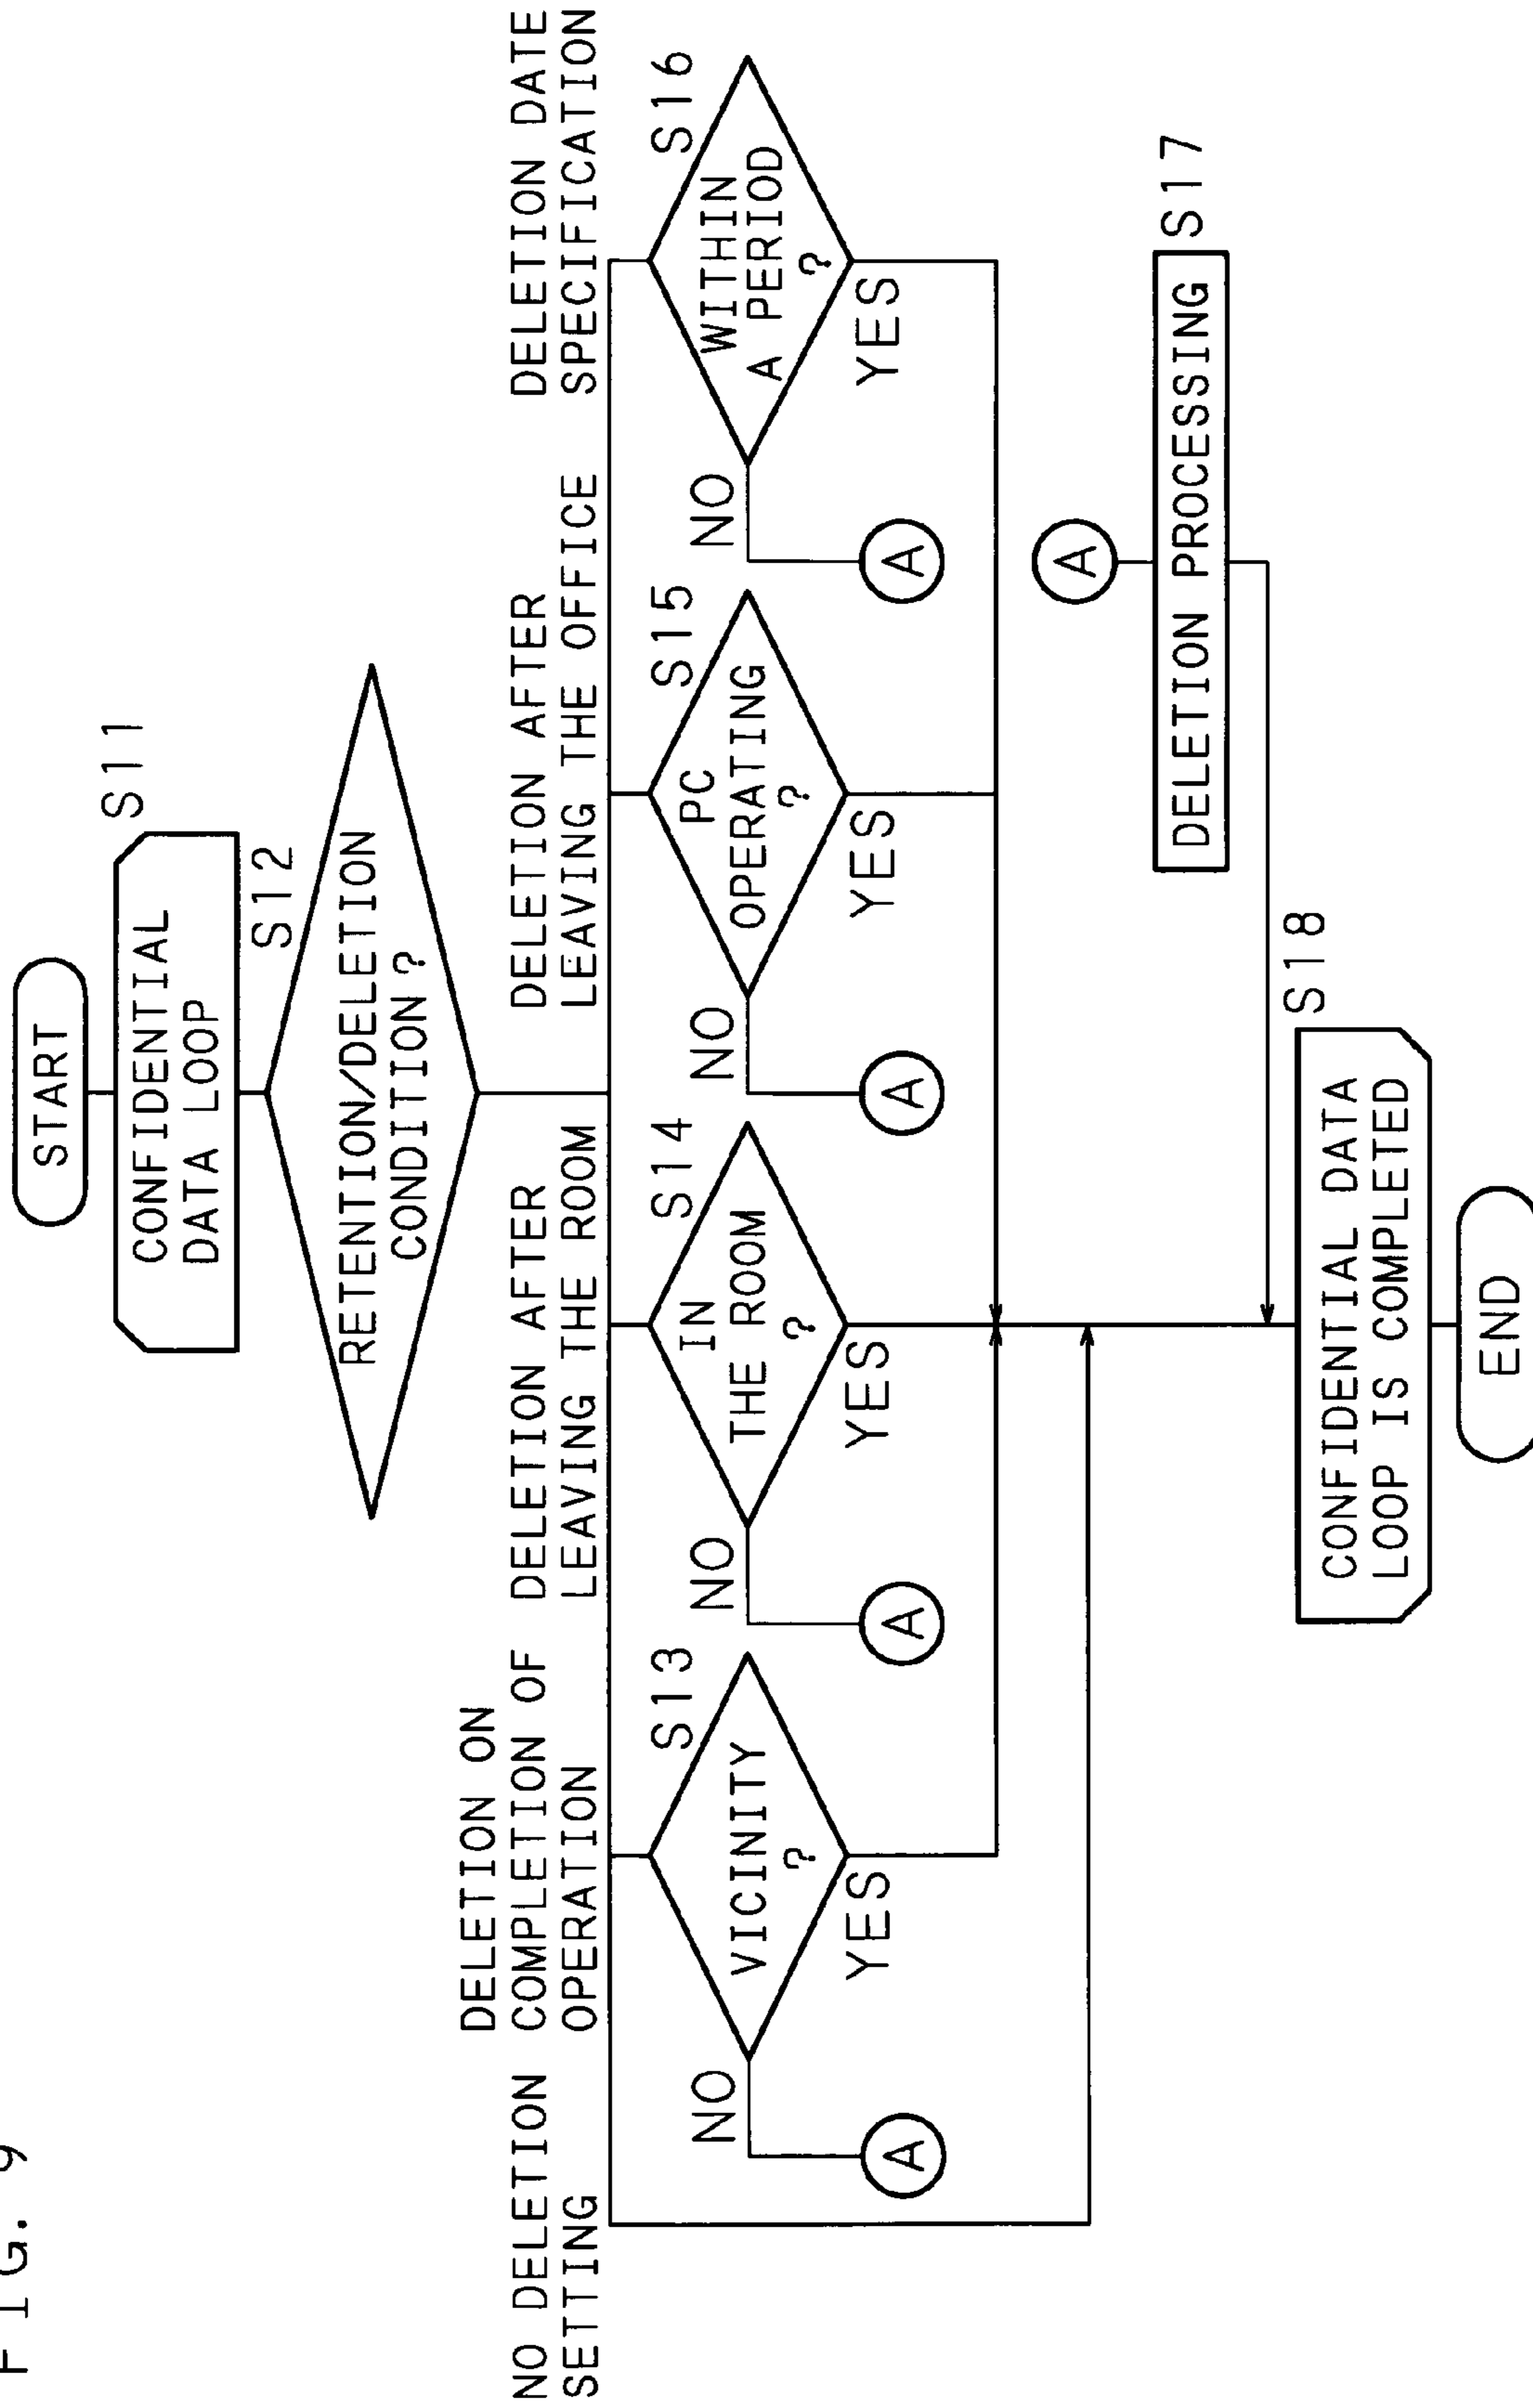 FIG. 9
START
CONFIDENTIAL
DATA LOOP
S11
S12
RETENTION/DELETION
CONDITION?
NO DELETION
SETTING
DELETION ON
COMPLETION OF
OPERATION
DELETION AFTER
LEAVING THE ROOM
DELETION AFTER
LEAVING THE OFFICE
DELETION DATE
SPECIFICATION
S13
VICINITY
?
NO
YES
A
S14
IN
THE ROOM
?
NO
YES
A
S15
PC
OPERATING
?
NO
YES
A
S16
WITHIN
A PERIOD
?
NO
YES
A
A
DELETION PROCESSING
S17
S18
CONFIDENTIAL DATA
LOOP IS COMPLETED
END